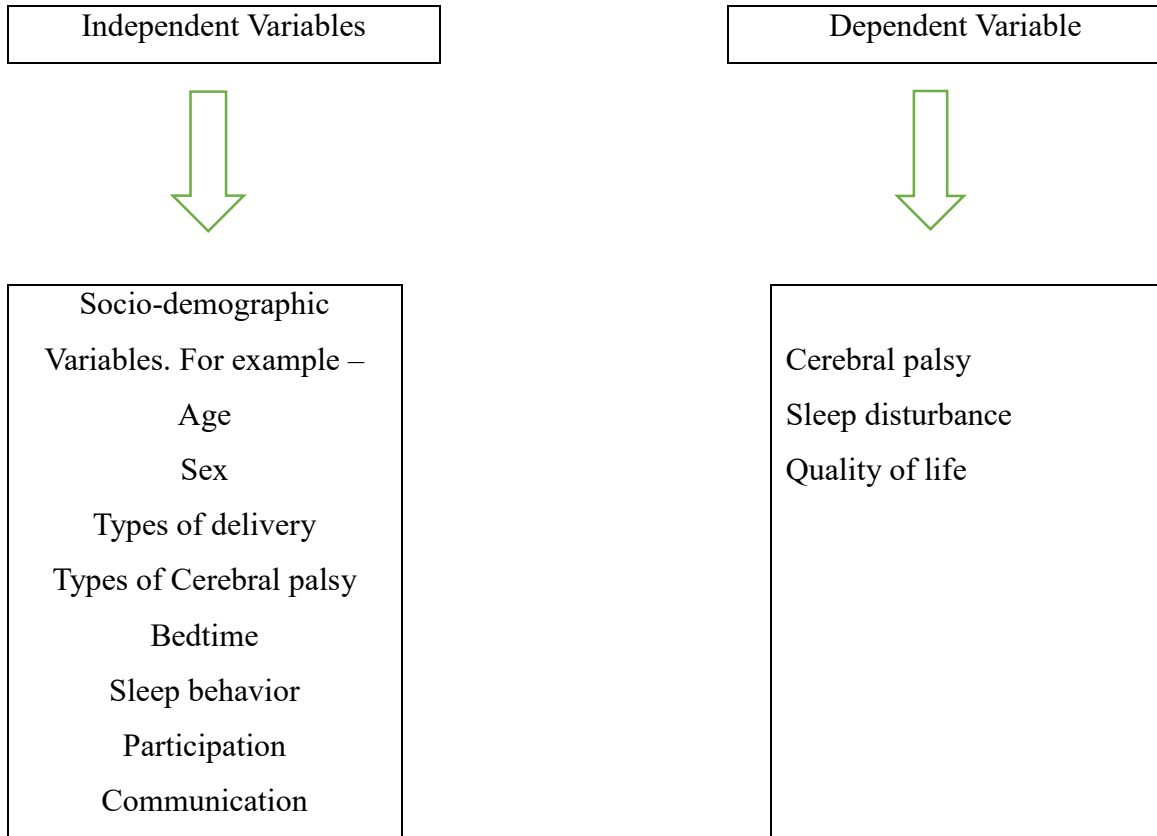 Independent Variables
Dependent Variable
Socio-demographic
Variables. For example –
Age
Sex
Types of delivery
Types of Cerebral palsy
Bedtime
Sleep behavior
Participation
Communication
Cerebral palsy
Sleep disturbance
Quality of life